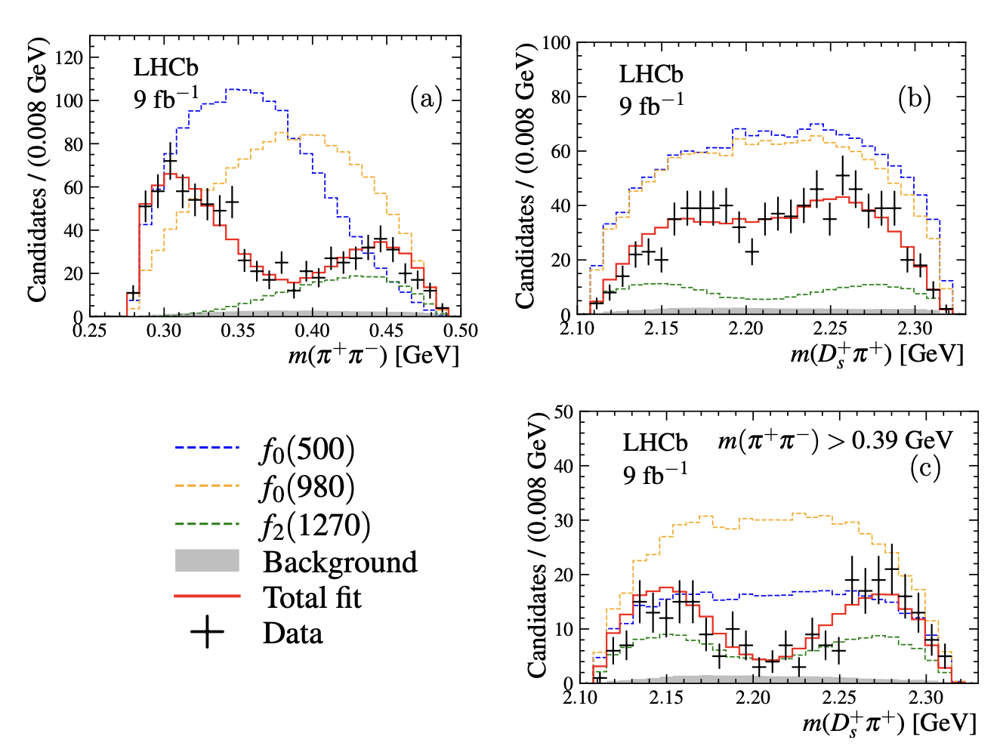 LHCb
9 fb−1
(a)
Candidates / (0.008 GeV)
120
100
80
60
40
20
0
0.25 0.30 0.35 0.40 0.45 0.50
m(π+π−) [GeV]
LHCb
9 fb−1
(b)
Candidates / (0.008 GeV)
100
80
60
40
20
0
2.10 2.15 2.20 2.25 2.30
m(Ds+π+) [GeV]
f0(500)
f0(980)
f2(1270)
Background
Total fit
Data
LHCb m(π+π−) > 0.39 GeV
9 fb−1 (c)
Candidates / (0.008 GeV)
50
40
30
20
10
0
2.10 2.15 2.20 2.25 2.30
m(Ds+π+) [GeV]